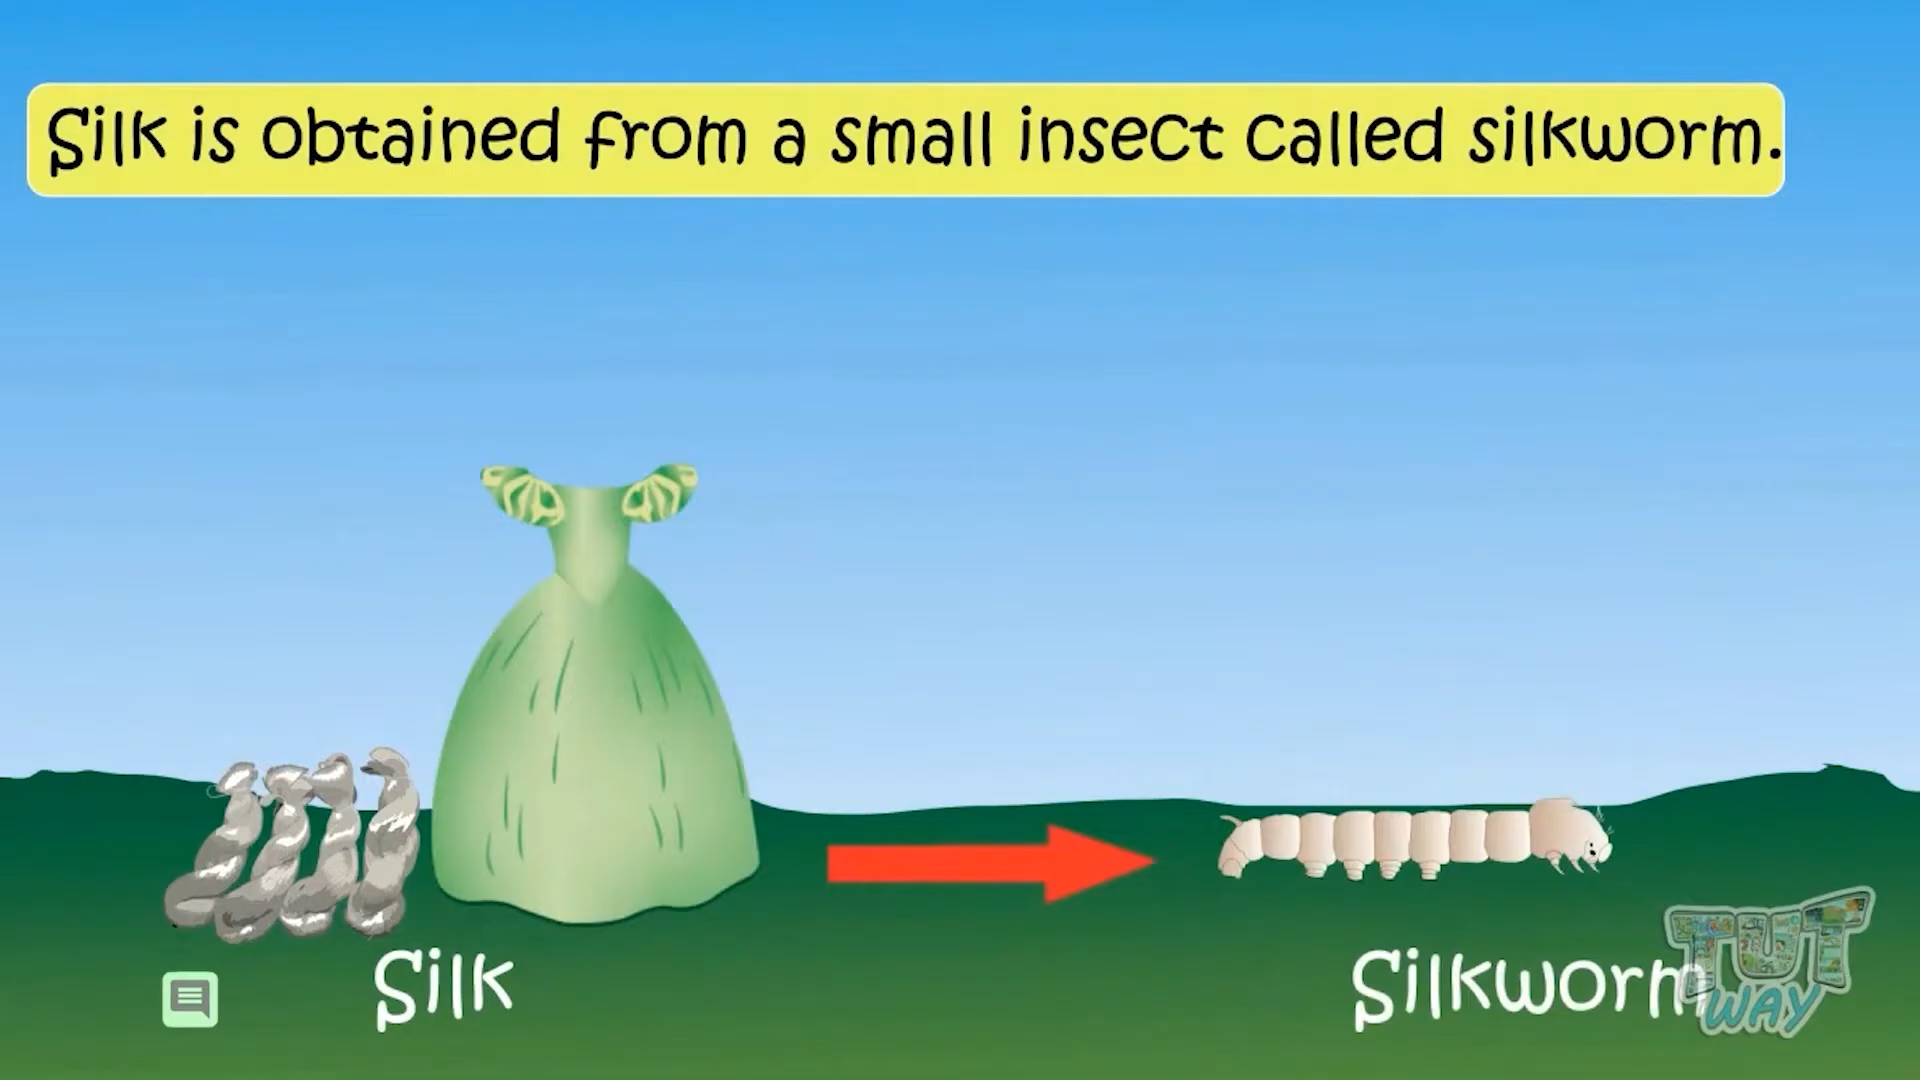 Silk is obtained from a small insect called silkworm.
Silk
Silkworm
TUT
WAY